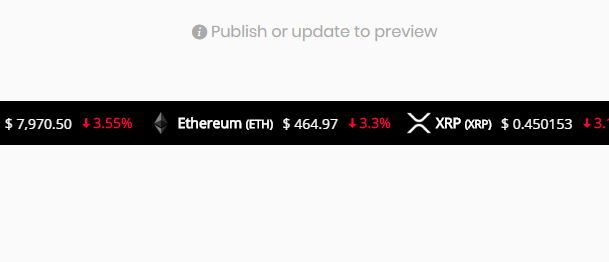 Publish or update to preview
$ 7,970.50 3.55% Ethereum (ETH) $ 464.97 3.3% XRP (XRP) $ 0.450153